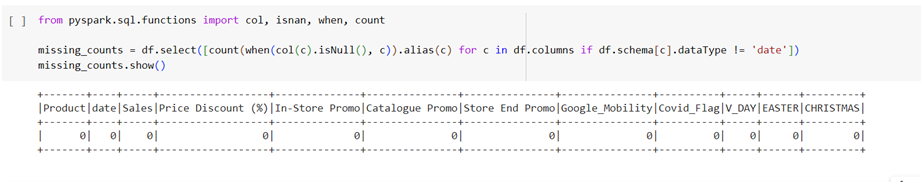 [ ] from pyspark.sql.functions import col, isnan, when, count
missing_counts = df.select([count(when(col(c).isNull(), c)).alias(c) for c in df.columns if df.schema[c].dataType != 'date'])
missing_counts.show()
+-------+----+-----+------------------+--------------+---------------+---------------+---------------+----------+-----+------+---------+
|Product|date|Sales|Price Discount (%)|In-Store Promo|Catalogue Promo|Store End Promo|Google_Mobility|Covid_Flag|V_DAY|EASTER|CHRISTMAS|
+-------+----+-----+------------------+--------------+---------------+---------------+---------------+----------+-----+------+---------+
|      0|   0|    0|                 0|             0|              0|              0|              0|         0|    0|     0|        0|
+-------+----+-----+------------------+--------------+---------------+---------------+---------------+----------+-----+------+---------+